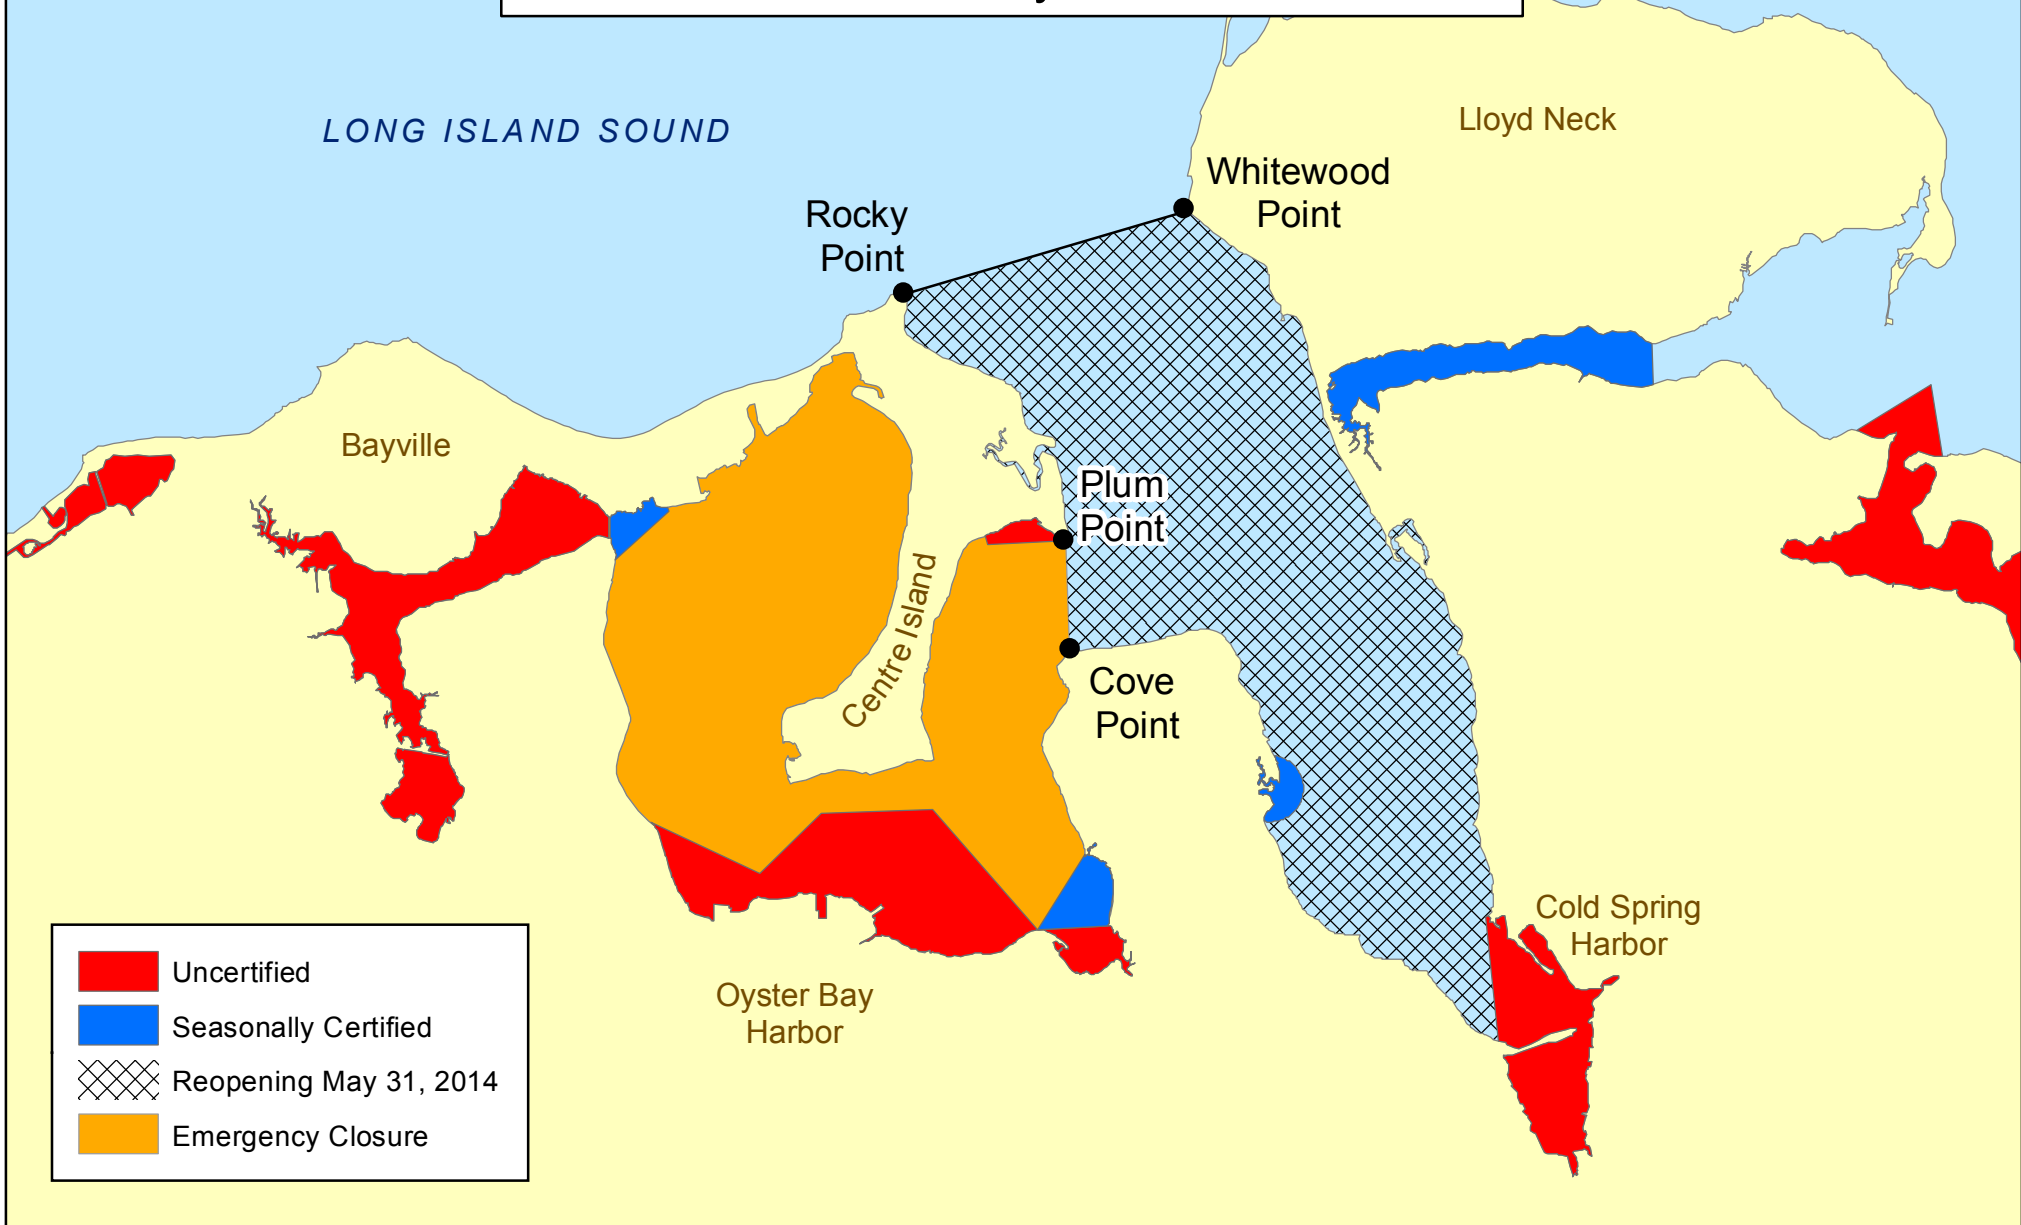 LONG ISLAND SOUND
Lloyd Neck
Whitewood
Point
Rocky
Point
Bayville
Plum
Point
Centre Island
Cove
Point
Cold Spring
Harbor
Oyster Bay
Harbor
Uncertified
Seasonally Certified
Reopening May 31, 2014
Emergency Closure